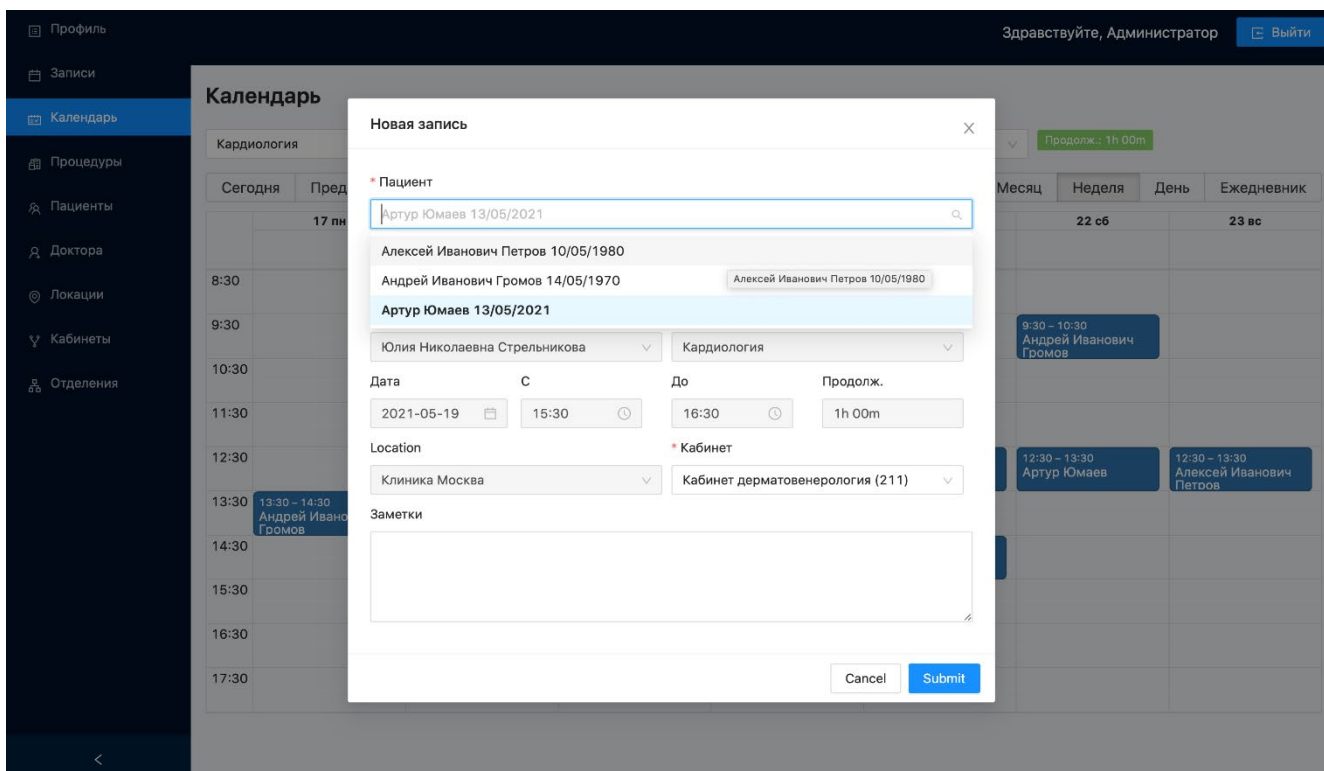 Профиль
Здравствуйте, Администратор
Выйти
Записи
Календарь
Процедуры
Пациенты
Доктора
Локации
Кабинеты
Отделения
Календарь
Кардиология
Продолж.: 1h 00m
Сегодня
Пред
Месяц
Неделя
День
Ежедневник
17 пн
22 сб
23 вс
8:30
9:30
10:30
11:30
12:30
13:30
14:30
15:30
16:30
17:30
13:30 – 14:30
Андрей Ивано
Громов
9:30 – 10:30
Андрей Иванович
Громов
12:30 – 13:30
Артур Юмаев
12:30 – 13:30
Алексей Иванович
Петров
Новая запись
* Пациент
Артур Юмаев 13/05/2021
Алексей Иванович Петров 10/05/1980
Андрей Иванович Громов 14/05/1970
Алексей Иванович Петров 10/05/1980
Артур Юмаев 13/05/2021
Юлия Николаевна Стрельникова
Кардиология
Дата
С
До
Продолж.
2021-05-19
15:30
16:30
1h 00m
Location
* Кабинет
Клиника Москва
Кабинет дерматовенерология (211)
Заметки
Cancel
Submit